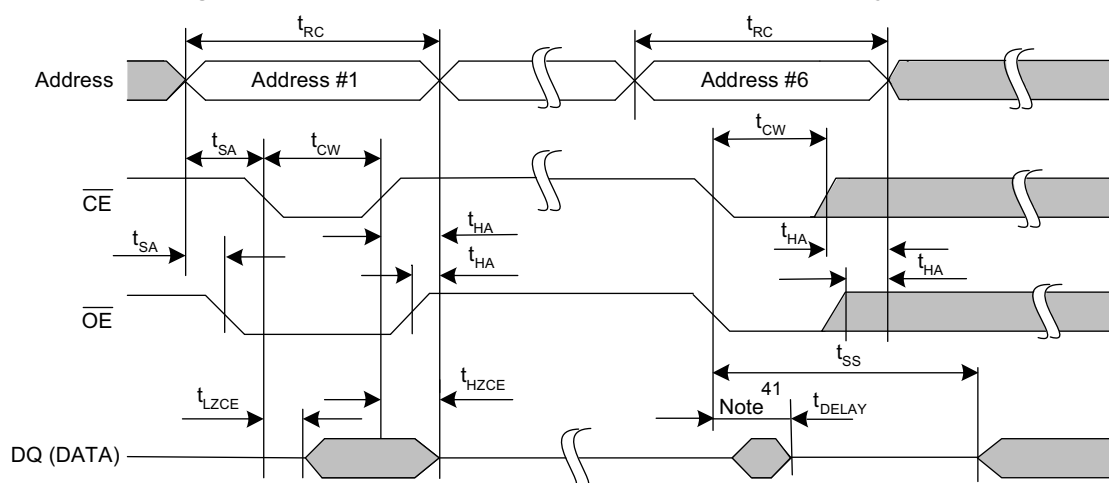 tRC tRC
Address Address #1 Address #6
tSA tCW tCW
CE
tHA tHA
tSA tHA tHA
OE
tSS
tLZCE tHZCE Note 41 tDELAY
DQ (DATA)